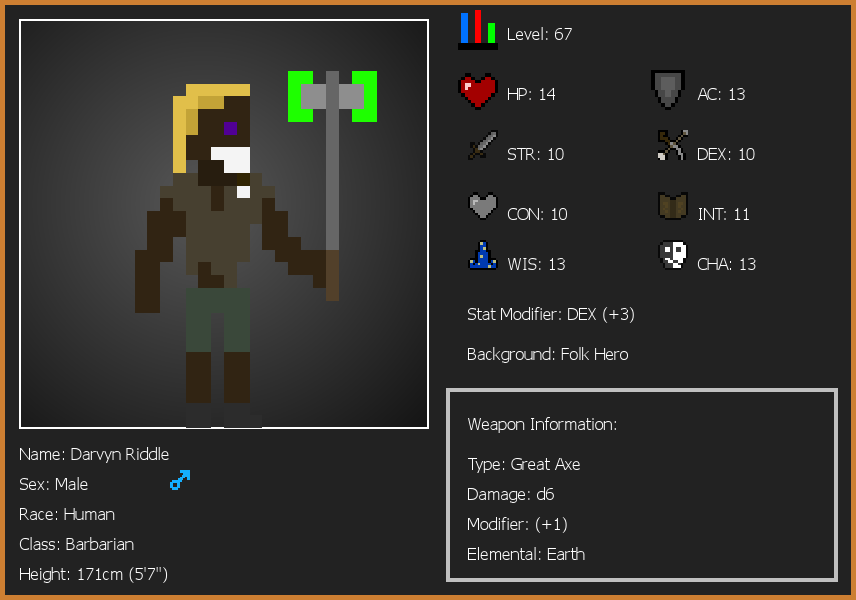 Level: 67
HP: 14
AC: 13
STR: 10
DEX: 10
CON: 10
INT: 11
WIS: 13
CHA: 13
Stat Modifier: DEX (+3)
Background: Folk Hero
Weapon Information:
Type: Great Axe
Damage: d6
Modifier: (+1)
Elemental: Earth
Name: Darvyn Riddle
Sex: Male
Race: Human
Class: Barbarian
Height: 171cm (5'7")